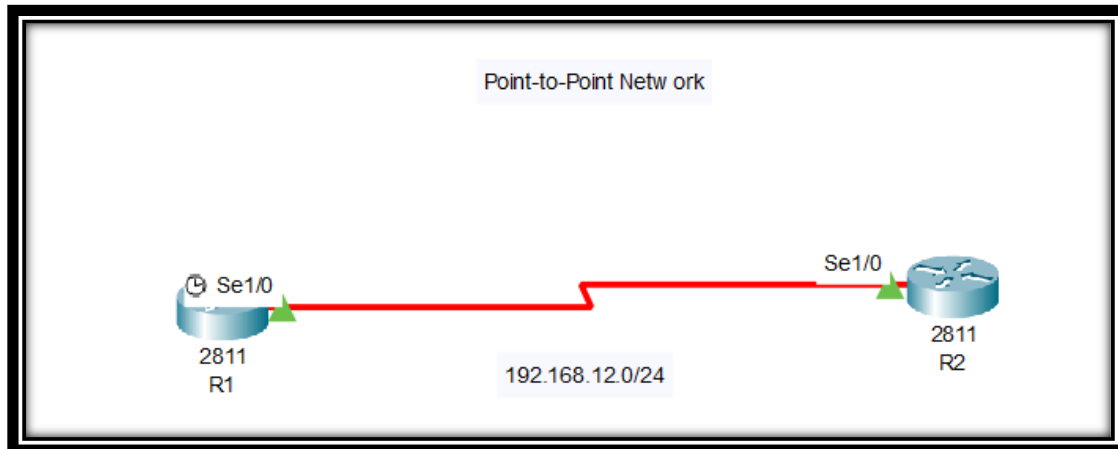 Point-to-Point Netw ork
Se1/0
Se1/0
2811
R1
2811
R2
192.168.12.0/24